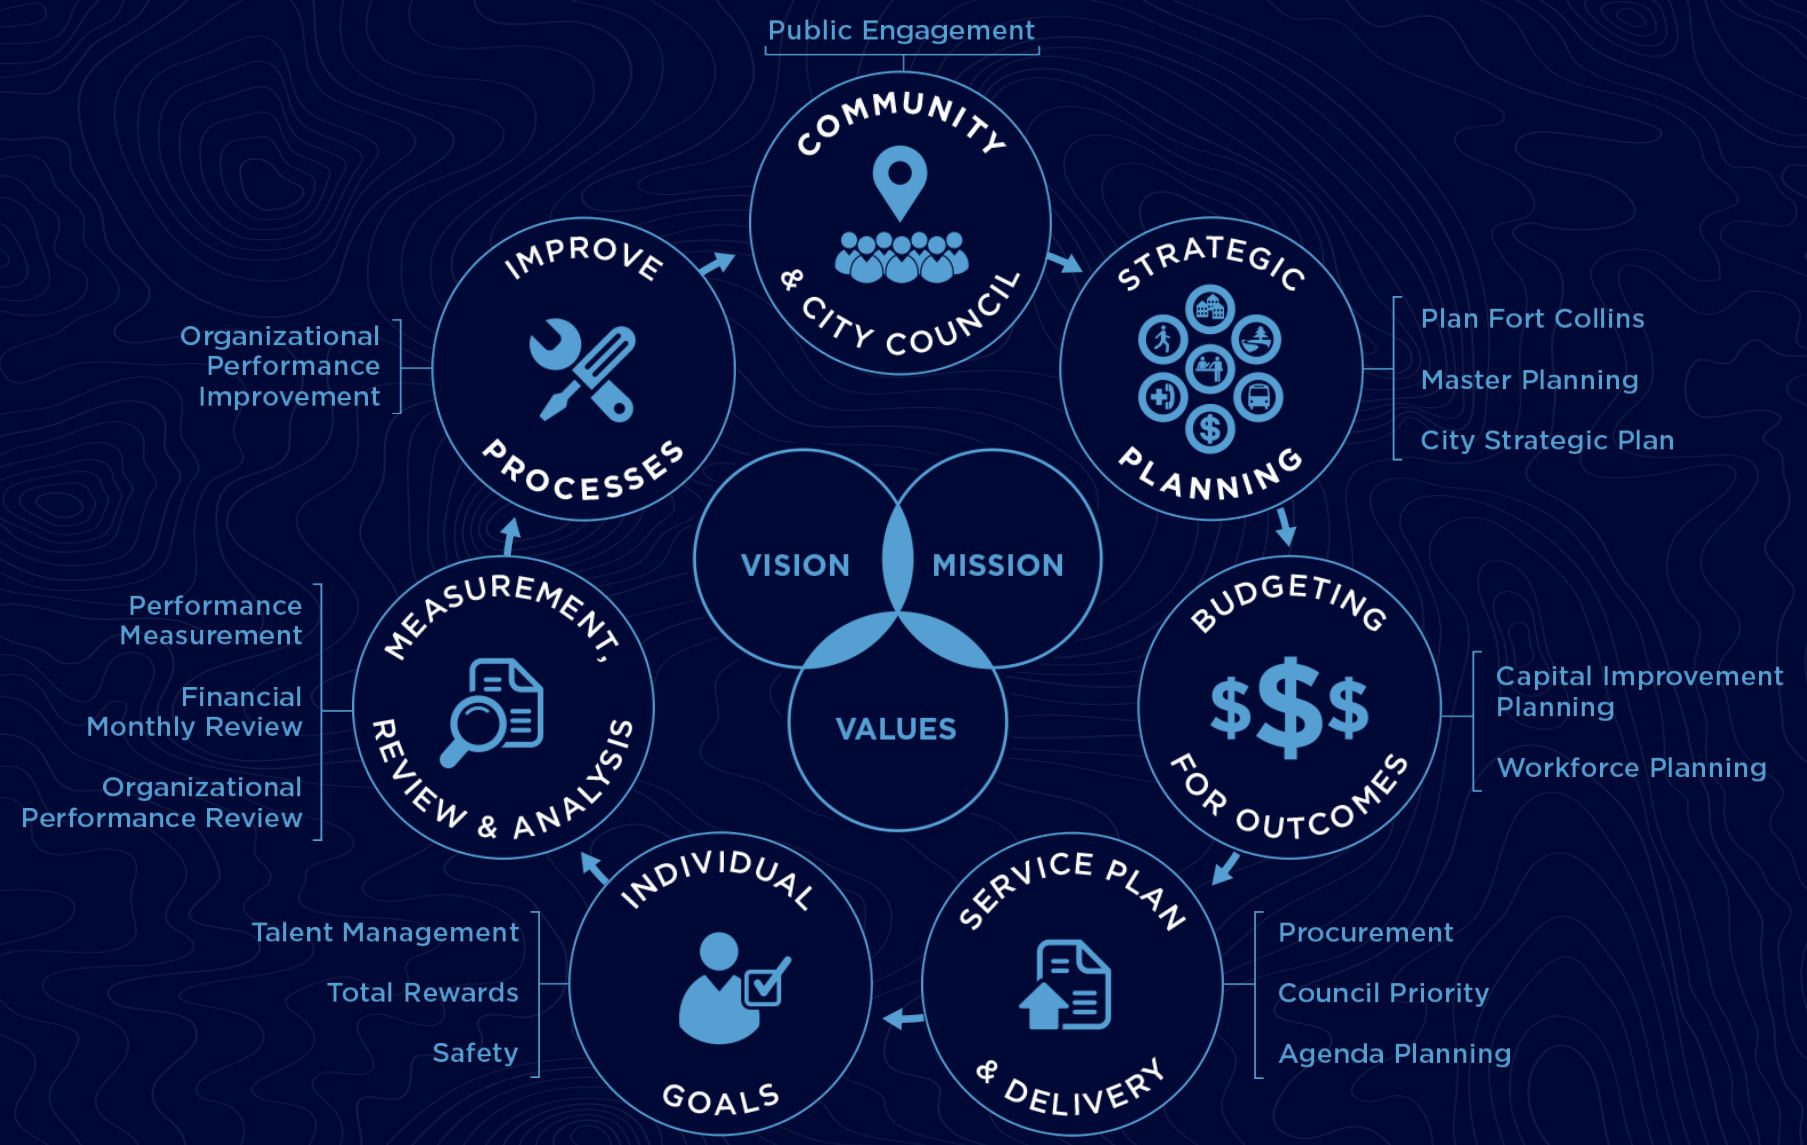 Public Engagement
COMMUNITY
& CITY COUNCIL
STRATEGIC
PLANNING
Plan Fort Collins
Master Planning
City Strategic Plan
BUDGETING
FOR OUTCOMES
$ $ $
Capital Improvement
Planning
Workforce Planning
SERVICE PLAN
& DELIVERY
Procurement
Council Priority
Agenda Planning
INDIVIDUAL
GOALS
Talent Management
Total Rewards
Safety
MEASUREMENT,
REVIEW & ANALYSIS
Performance
Measurement
Financial
Monthly Review
Organizational
Performance Review
IMPROVE
PROCESSES
Organizational
Performance
Improvement
VISION
MISSION
VALUES